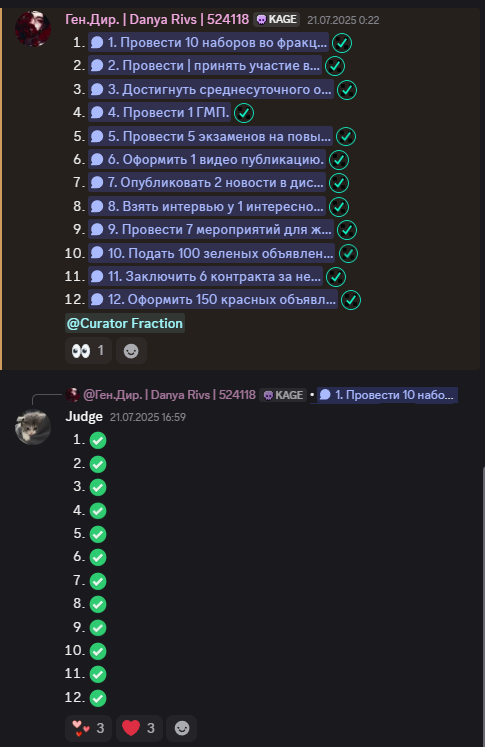 Ген.Дир. | Danya Rivs | 524118 KAGE 21.07.2025 0:22
1. 1. Провести 10 наборов во фракц...
2. 2. Провести | принять участие в...
3. 3. Достигнуть среднесуточного о...
4. 4. Провести 1 ГМП.
5. 5. Провести 5 экзаменов на повы...
6. 6. Оформить 1 видео публикацию.
7. 7. Опубликовать 2 новости в дис...
8. 8. Взять интервью у 1 интересно...
9. 9. Провести 7 мероприятий для ж...
10. 10. Подать 100 зеленых объявлен...
11. 11. Заключить 6 контракта за не...
12. 12. Оформить 150 красных объявл...
@Curator Fraction
1
@Ген.Дир. | Danya Rivs | 524118 KAGE • 1. Провести 10 набо...
Judge 21.07.2025 16:59
1.
2.
3.
4.
5.
6.
7.
8.
9.
10.
11.
12.
3 3